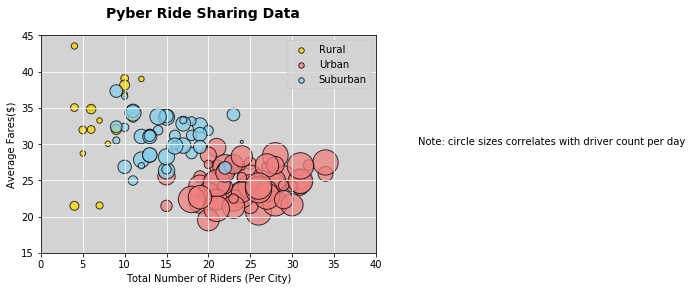 Pyber Ride Sharing Data
45
40
35
30
25
20
15
Average Fares($)
Rural
Urban
Suburban
0 5 10 15 20 25 30 35 40
Total Number of Riders (Per City)
Note: circle sizes correlates with driver count per day